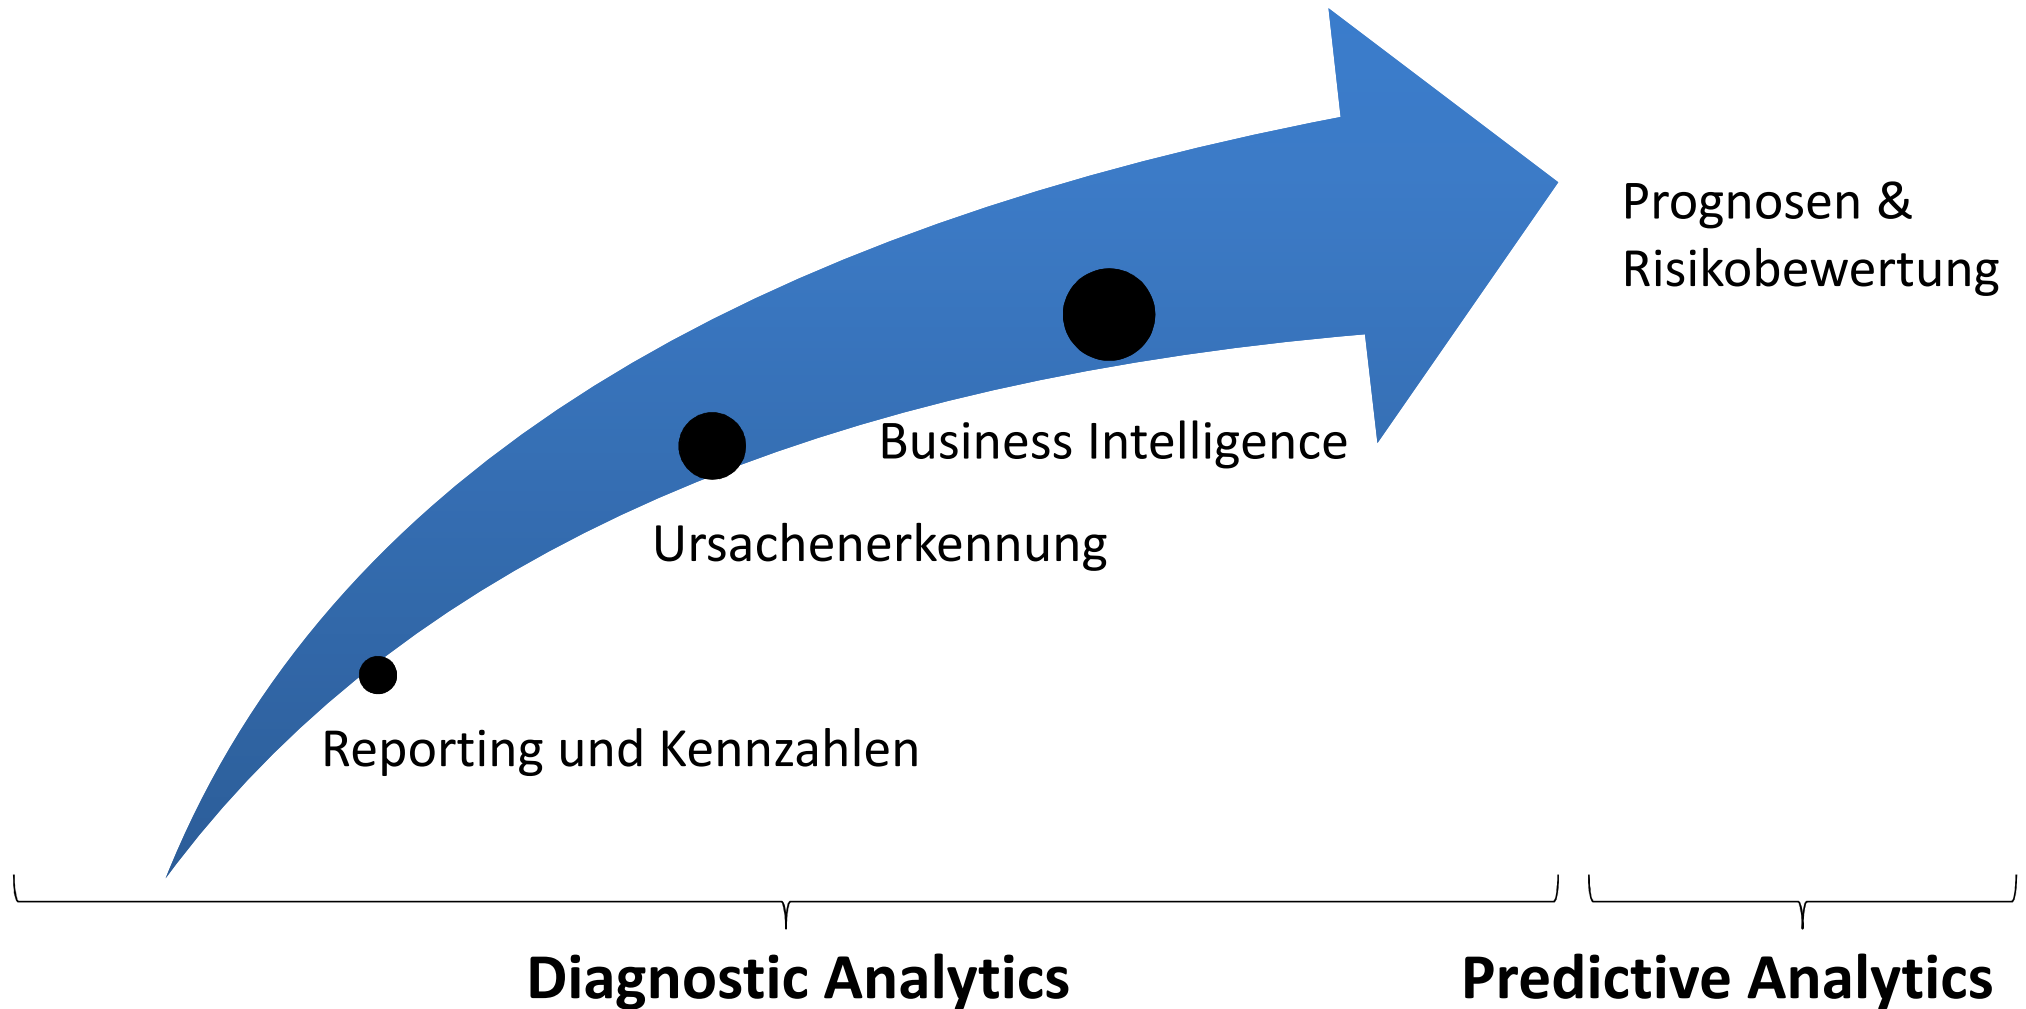 Prognosen &
Risikobewertung
Business Intelligence
Ursachenerkennung
Reporting und Kennzahlen
Diagnostic Analytics
Predictive Analytics